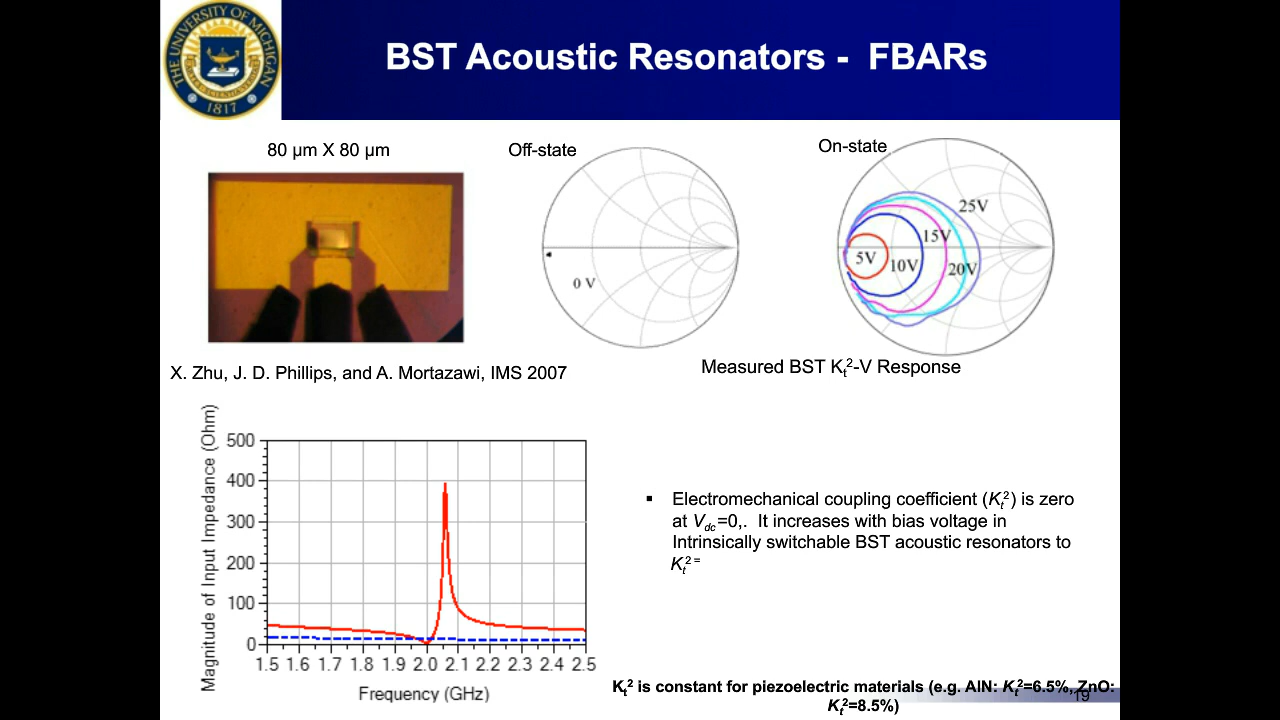 THE UNIVERSITY OF MICHIGAN
1817
BST Acoustic Resonators -  FBARs
80 µm X 80 µm
Off-state
On-state
0 V
25V
15V
5V
10V
20V
X. Zhu, J. D. Phillips, and A. Mortazawi, IMS 2007
Measured BST Kt²-V Response
Magnitude of Input Impedance (Ohm)
500
400
300
200
100
0
1.5 1.6 1.7 1.8 1.9 2.0 2.1 2.2 2.3 2.4 2.5
Frequency (GHz)
▪ Electromechanical coupling coefficient (Kt²) is zero
at Vdc=0,.  It increases with bias voltage in
Intrinsically switchable BST acoustic resonators to
Kt² =
Kt² is constant for piezoelectric materials (e.g. AlN: Kt²=6.5%, ZnO:
Kt²=8.5%)
19